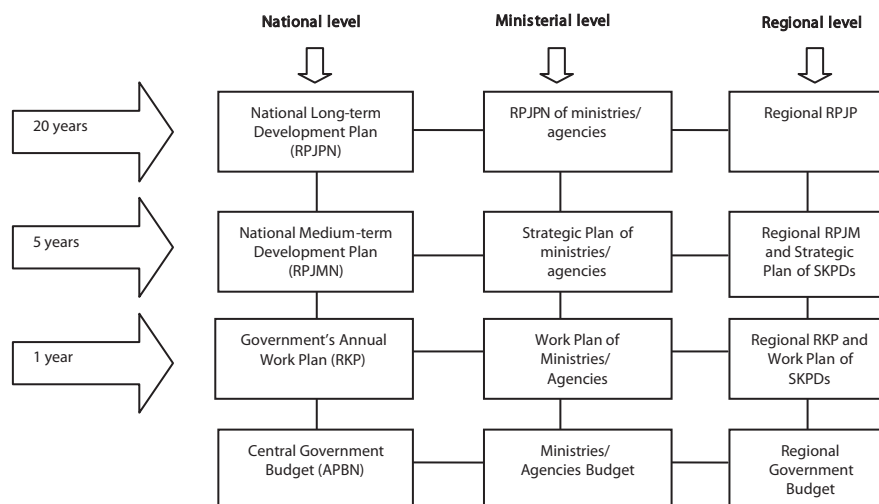 National level
Ministerial level
Regional level
20 years
National Long-term
Development Plan
(RPJPN)
RPJPN of ministries/
agencies
Regional RPJP
5 years
National Medium-term
Development Plan
(RPJMN)
Strategic Plan of
ministries/
agencies
Regional RPJM
and Strategic
Plan of SKPDs
1 year
Government's Annual
Work Plan (RKP)
Work Plan of
Ministries/
Agencies
Regional RKP and
Work Plan of
SKPDs
Central Government
Budget (APBN)
Ministries/
Agencies Budget
Regional
Government
Budget